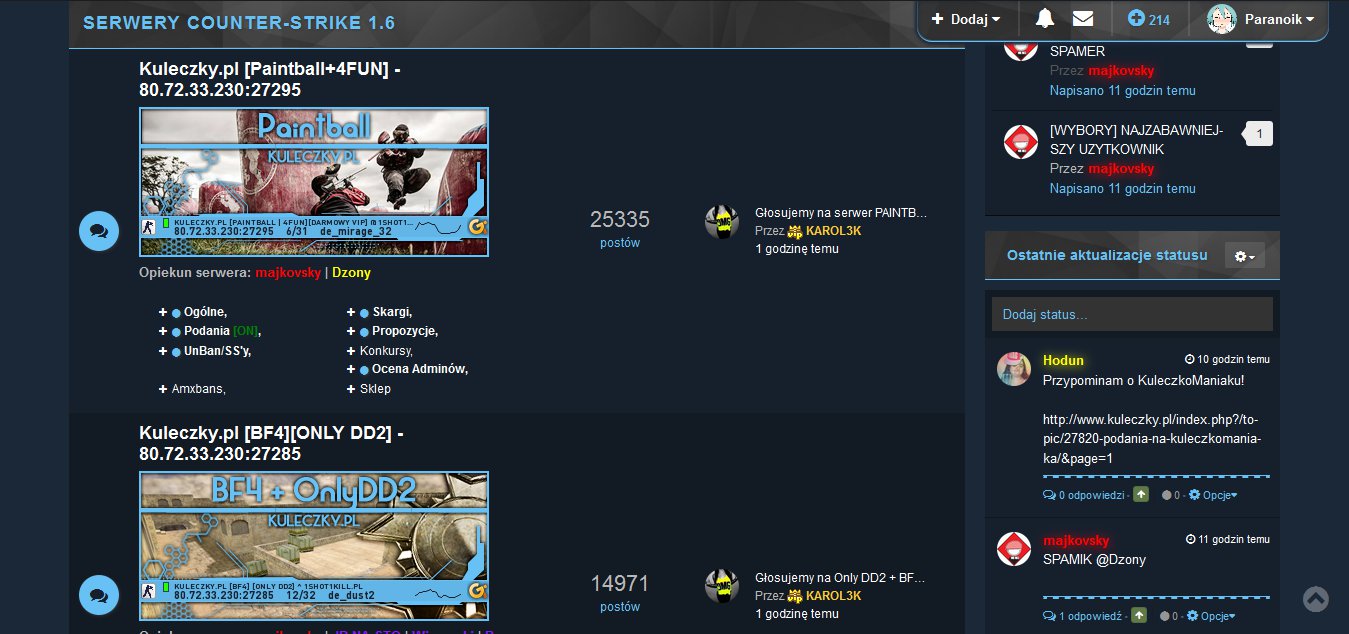 SERWERY COUNTER-STRIKE 1.6
Dodaj
214
Paranoik
Kuleczky.pl [Paintball+4FUN] -
80.72.33.230:27295
Paintball
KULECZKY.PL
KULECZKY.PL [PAINTBALL | 4FUN][DARMOWY VIP] @ 1SHOT1...
80.72.33.230:27295 6/31 de_mirage_32
Opiekun serwera: majkovsky | Dzony
25335
postów
Głosujemy na serwer PAINTB...
Przez KAROL3K
1 godzinę temu
Ogólne,
Skargi,
Podania [ON],
Propozycje,
UnBan/SS'y,
Konkursy,
Ocena Adminów,
Amxbans,
Sklep
Kuleczky.pl [BF4][ONLY DD2] -
80.72.33.230:27285
BF4 + OnlyDD2
KULECZKY.PL
KULECZKY.PL [BF4] [ONLY DD2] ^ 1SHOT1KILL.PL
80.72.33.230:27285 12/32 de_dust2
14971
postów
Głosujemy na Only DD2 + BF...
Przez KAROL3K
1 godzinę temu
SPAMER
Przez majkovsky
Napisano 11 godzin temu
[WYBORY] NAJZABAWNIEJ-
SZY UZYTKOWNIK
1
Przez majkovsky
Napisano 11 godzin temu
Ostatnie aktualizacje statusu
Dodaj status...
Hodun
10 godzin temu
Przypominam o KuleczkoManiaku!
http://www.kuleczky.pl/index.php?/to-
pic/27820-podania-na-kuleczkomania-
ka/&page=1
0 odpowiedzi - 0 - Opcje
majkovsky
11 godzin temu
SPAMIK @Dzony
1 odpowiedź - 0 - Opcje